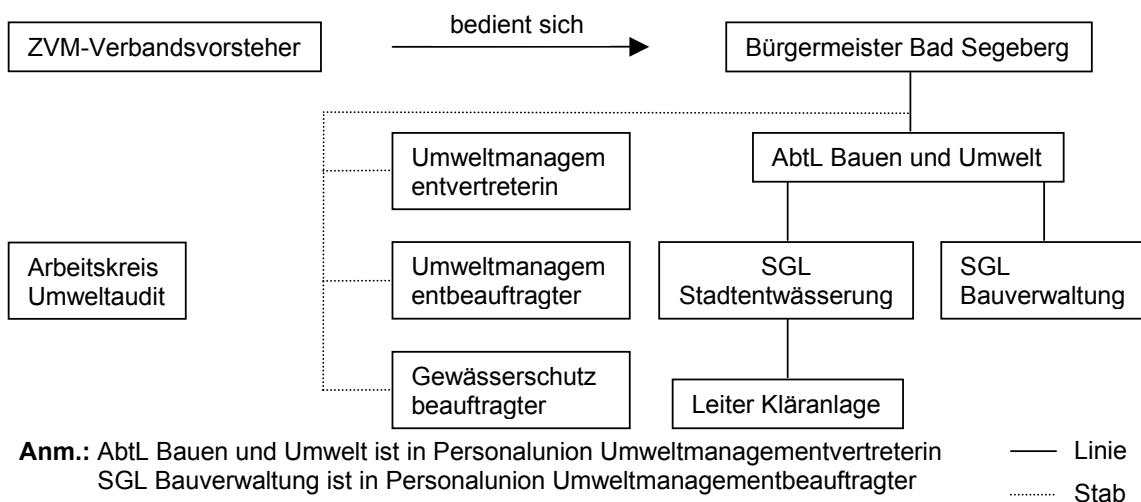 bedient sich
ZVM-Verbandsvorsteher
Bürgermeister Bad Segeberg
Umweltmanagem
entvertreterin
AbtL Bauen und Umwelt
Arbeitskreis
Umweltaudit
Umweltmanagem
entbeauftragter
SGL
Stadtentwässerung
SGL
Bauverwaltung
Gewässerschutz
beauftragter
Leiter Kläranlage
Anm.: AbtL Bauen und Umwelt ist in Personalunion Umweltmanagementvertreterin
SGL Bauverwaltung ist in Personalunion Umweltmanagementbeauftragter
Linie
Stab